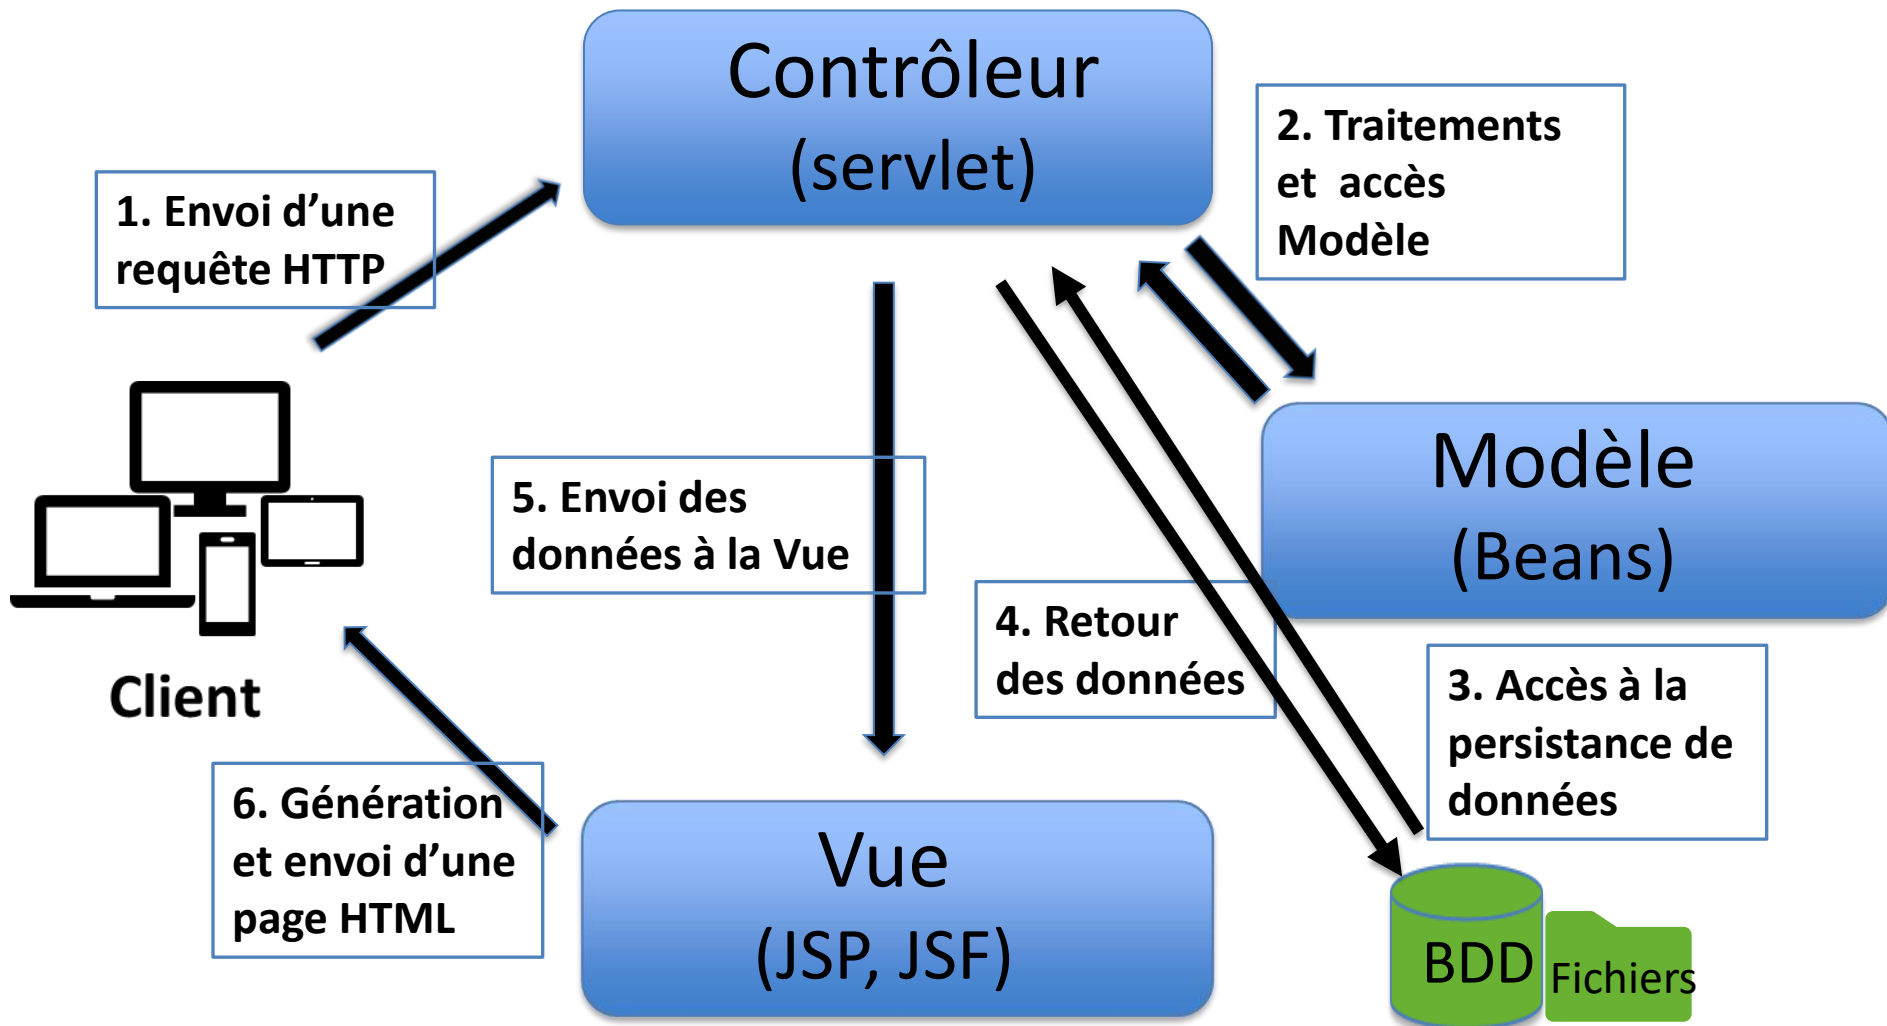 Contrôleur
(servlet)
1. Envoi d’une
requête HTTP
2. Traitements
et  accès
Modèle
Client
5. Envoi des
données à la Vue
Modèle
(Beans)
4. Retour
des données
3. Accès à la
persistance de
données
6. Génération
et envoi d’une
page HTML
Vue
(JSP, JSF)
BDD
Fichiers